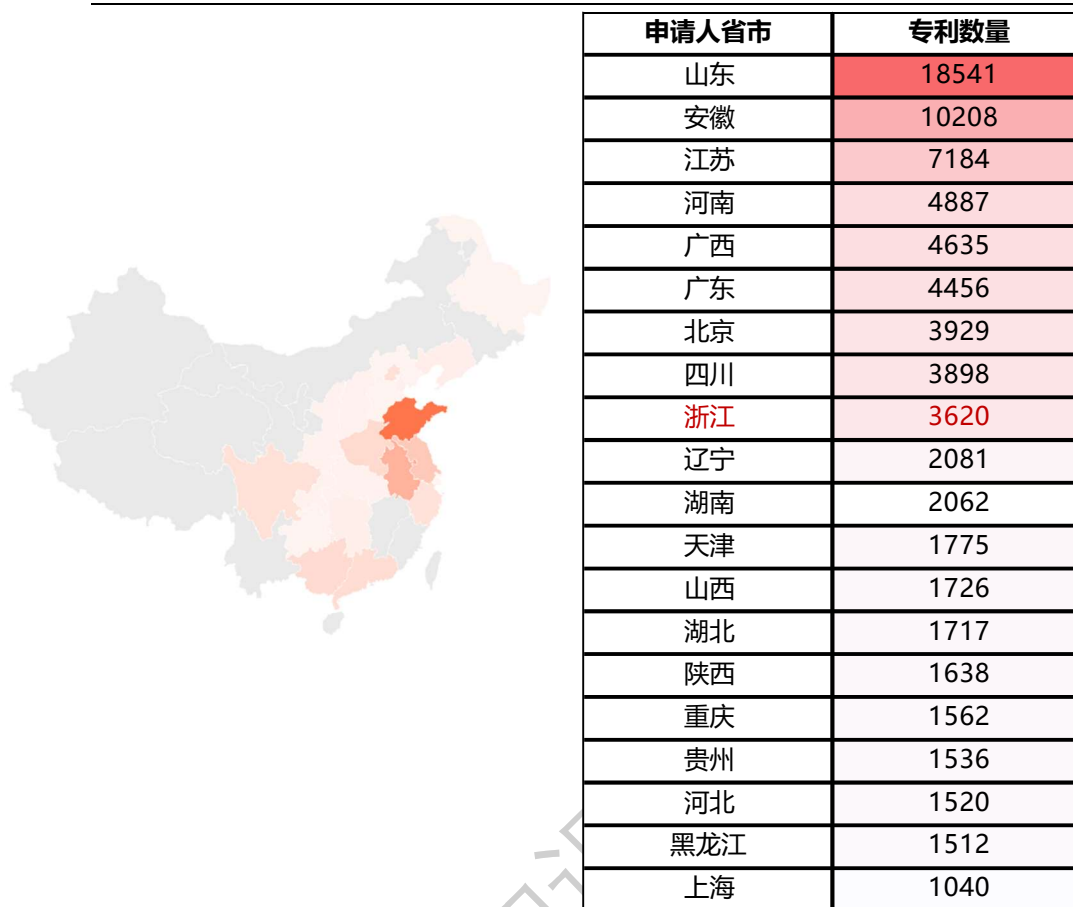 申请人省市 专利数量
山东 18541
安徽 10208
江苏 7184
河南 4887
广西 4635
广东 4456
北京 3929
四川 3898
浙江 3620
辽宁 2081
湖南 2062
天津 1775
山西 1726
湖北 1717
陕西 1638
重庆 1562
贵州 1536
河北 1520
黑龙江 1512
上海 1040